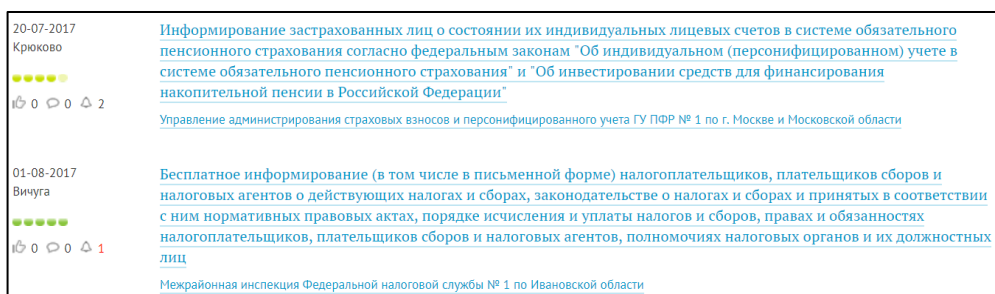 20-07-2017
Крюково
0 0 2
Информирование застрахованных лиц о состоянии их индивидуальных лицевых счетов в системе обязательного
пенсионного страхования согласно федеральным законам "Об индивидуальном (персонифицированном) учете в
системе обязательного пенсионного страхования" и "Об инвестировании средств для финансирования
накопительной пенсии в Российской Федерации"
Управление администрирования страховых взносов и персонифицированного учета ГУ ПФР № 1 по г. Москве и Московской области
01-08-2017
Вичуга
0 0 1
Бесплатное информирование (в том числе в письменной форме) налогоплательщиков, плательщиков сборов и
налоговых агентов о действующих налогах и сборах, законодательстве о налогах и сборах и принятых в соответствии
с ним нормативных правовых актах, порядке исчисления и уплаты налогов и сборов, правах и обязанностях
налогоплательщиков, плательщиков сборов и налоговых агентов, полномочиях налоговых органов и их должностных
лиц
Межрайонная инспекция Федеральной налоговой службы № 1 по Ивановской области